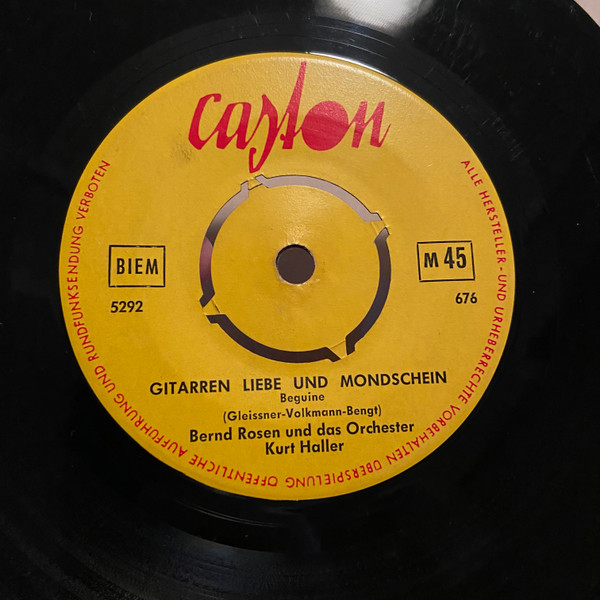 caston
ALLE HERSTELLER- UND URHEBERRECHTE VORBEHALTEN ÜBERSPIELUNG ÖFFENTLICHE AUFFÜHRUNG UND RUNDFUNKSENDUNG VERBOTEN
BIEM
M 45
5292
676
GITARREN LIEBE UND MONDSCHEIN
Beguine
(Gleissner-Volkmann-Bengt)
Bernd Rosen und das Orchester
Kurt Haller